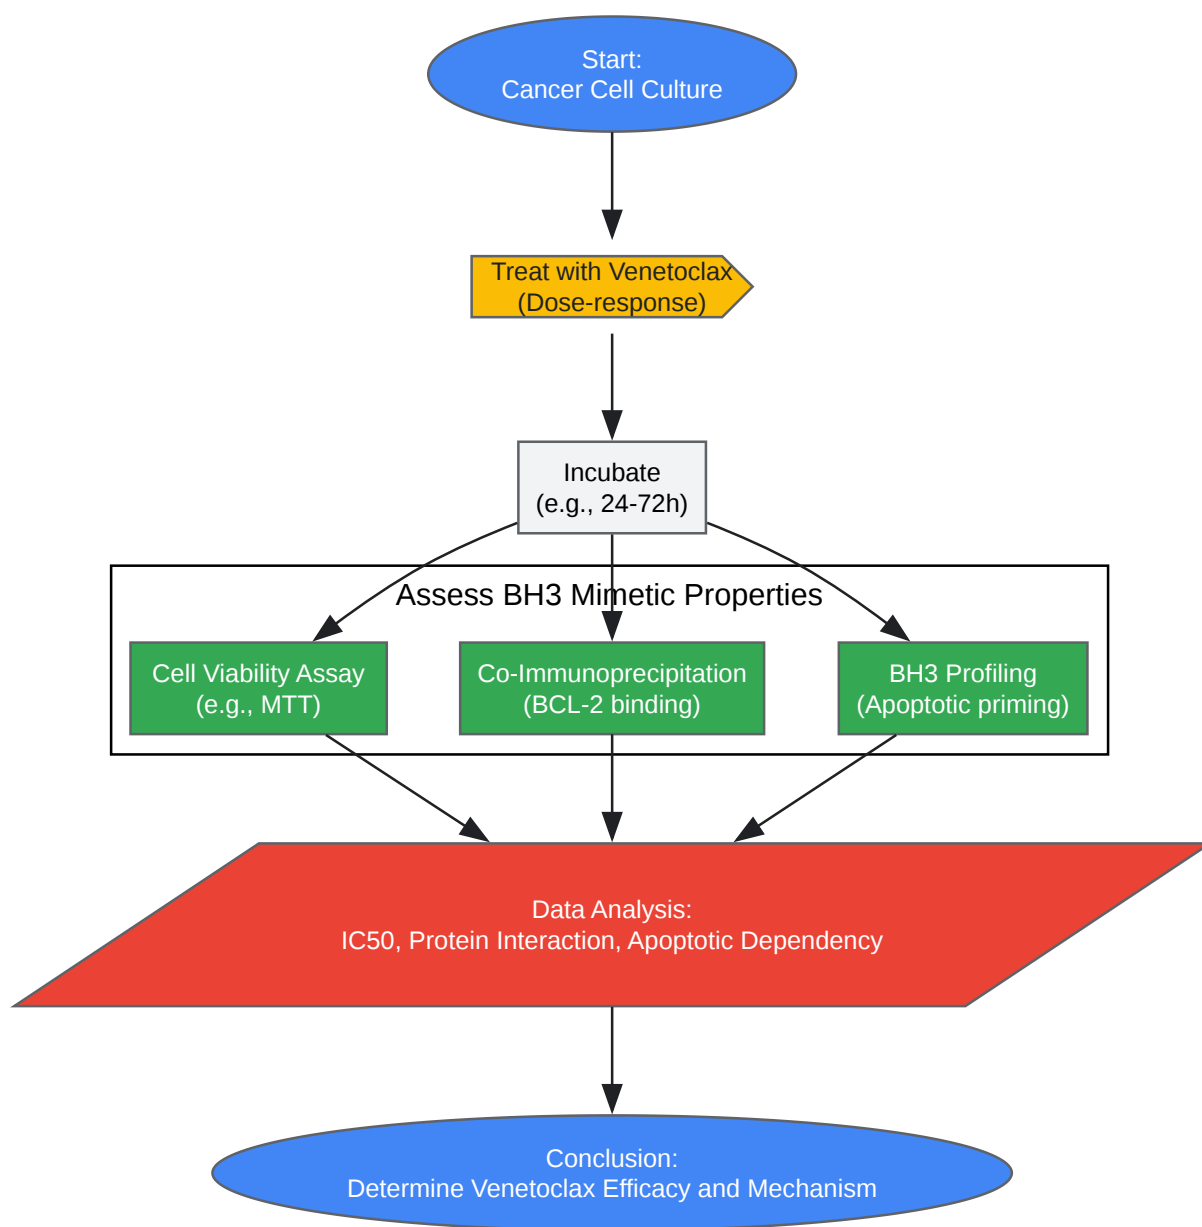 Start:
Cancer Cell Culture
Treat with Venetoclax
(Dose-response)
Incubate
(e.g., 24-72h)
Assess BH3 Mimetic Properties
Cell Viability Assay
(e.g., MTT)
Co-Immunoprecipitation
(BCL-2 binding)
BH3 Profiling
(Apoptotic priming)
Data Analysis:
IC50, Protein Interaction, Apoptotic Dependency
Conclusion:
Determine Venetoclax Efficacy and Mechanism